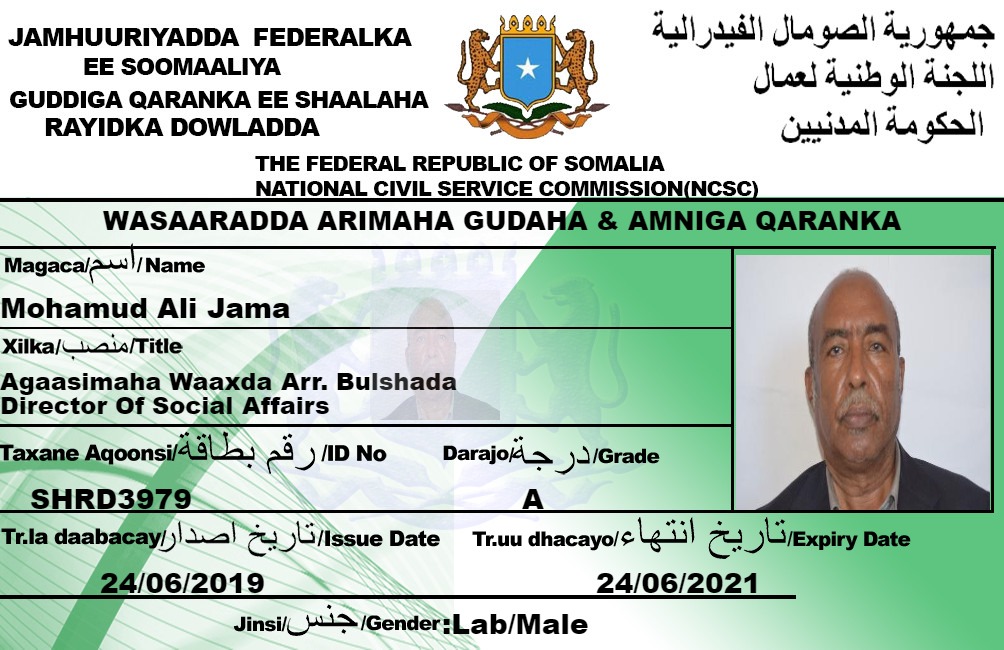 JAMHUURIYADDA FEDERALKA
EE SOOMAALIYA
GUDDIGA QARANKA EE SHAALAHA
RAYIDKA DOWLADDA
جمهورية الصومال الفيدرالية
اللجنة الوطنية لعمال
الحكومة المدنيين
THE FEDERAL REPUBLIC OF SOMALIA
NATIONAL CIVIL SERVICE COMMISSION(NCSC)
WASAARADDA ARIMAHA GUDAHA & AMNIGA QARANKA
Magaca/اسم/Name
Mohamud Ali Jama
Xilka/منصب/Title
Agaasimaha Waaxda Arr. Bulshada
Director Of Social Affairs
Taxane Aqoonsi/رقم بطاقة/ID No
Darajo/درجة/Grade
SHRD3979
A
Tr.la daabacay/تاريخ اصدار/Issue Date
Tr.uu dhacayo/تاريخ انتهاء/Expiry Date
24/06/2019
24/06/2021
Jinsi/جنس/Gender:Lab/Male